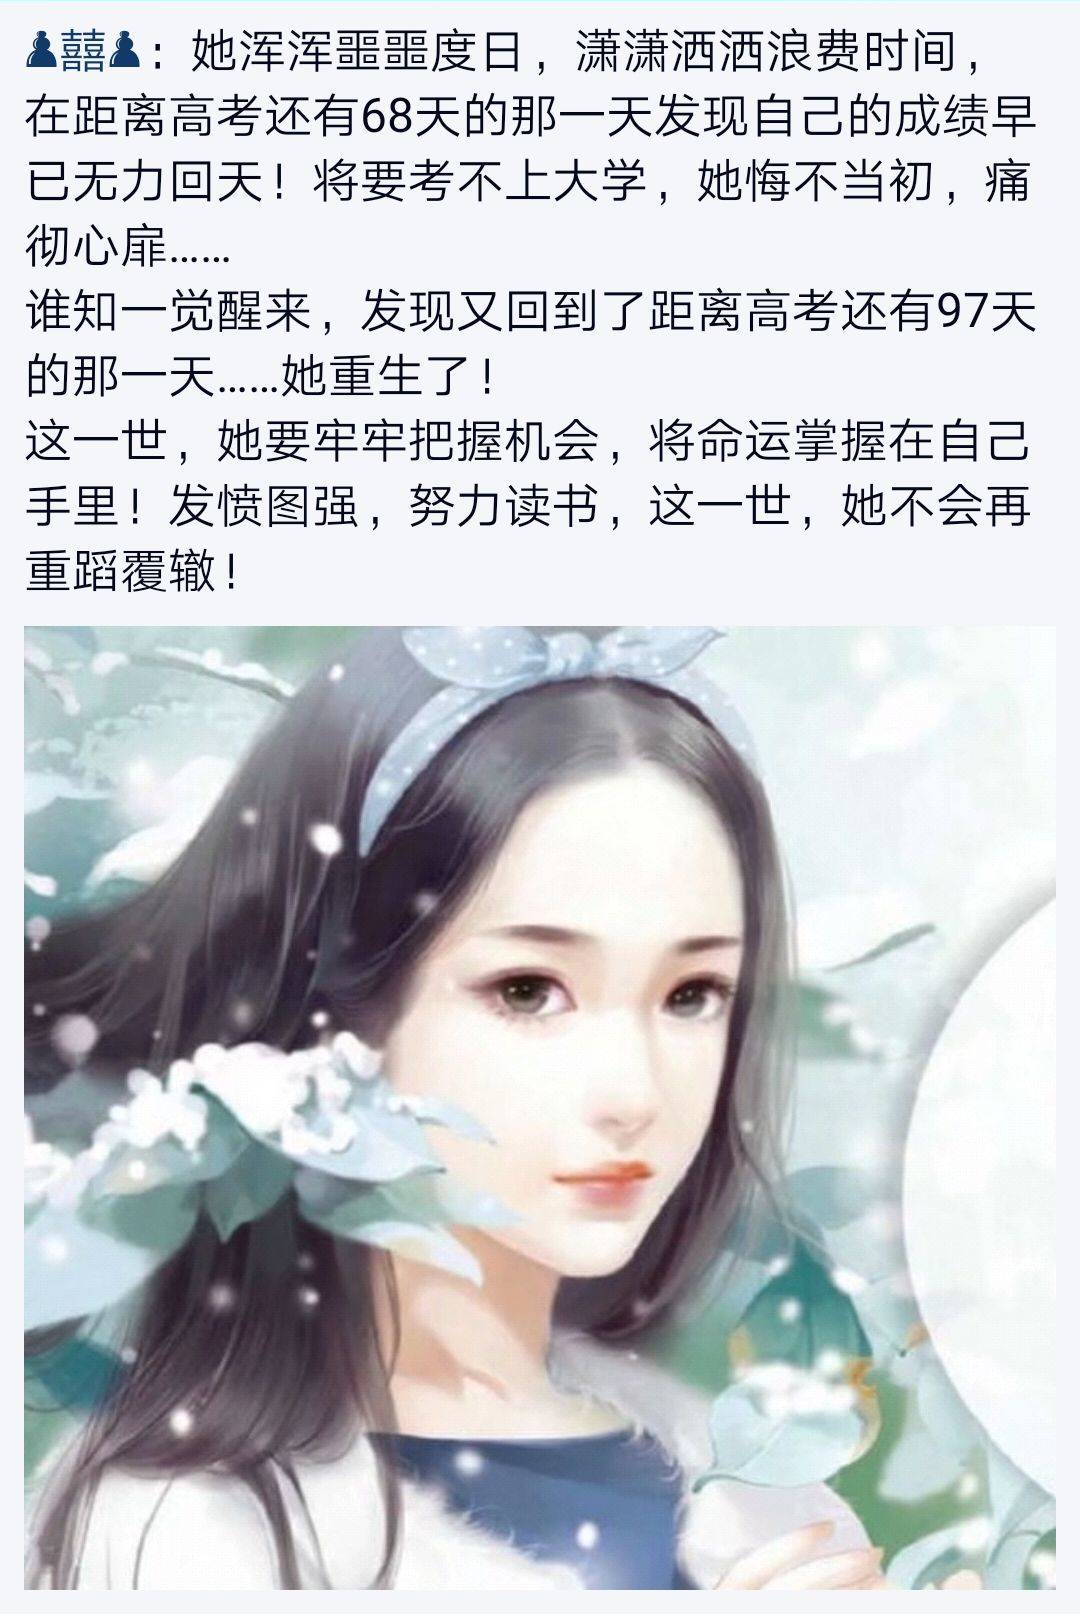 ♟囍♟：她浑浑噩噩度日，潇潇洒洒浪费时间，
在距离高考还有68天的那一天发现自己的成绩早
已无力回天！将要考不上大学，她悔不当初，痛
彻心扉……
谁知一觉醒来，发现又回到了距离高考还有97天
的那一天……她重生了！
这一世，她要牢牢把握机会，将命运掌握在自己
手里！发愤图强，努力读书，这一世，她不会再
重蹈覆辙！